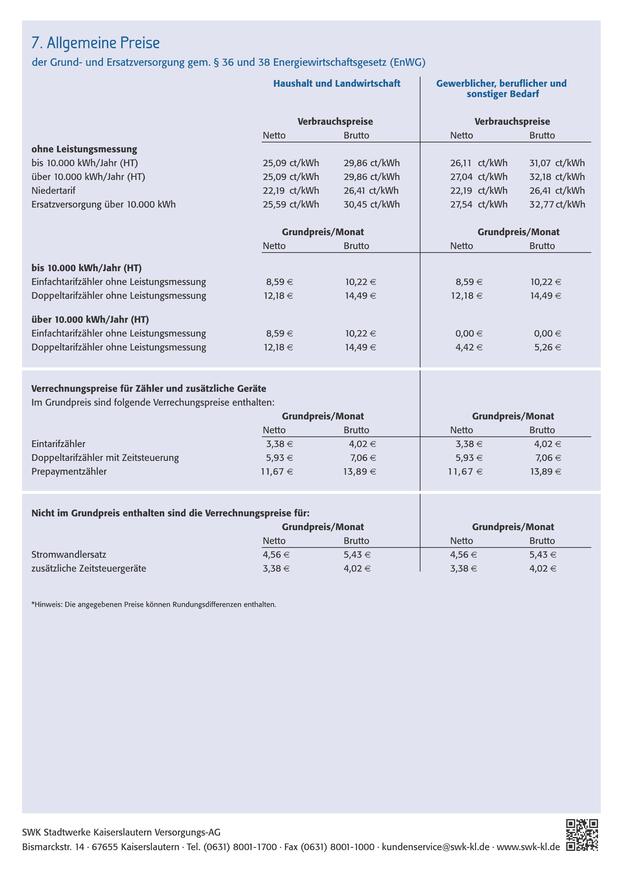 7. Allgemeine Preise
der Grund- und Ersatzversorgung gem. § 36 und 38 Energiewirtschaftsgesetz (EnWG)
Haushalt und Landwirtschaft Gewerblicher, beruflicher und
sonstiger Bedarf
Verbrauchspreise Verbrauchspreise
Netto Brutto Netto Brutto
ohne Leistungsmessung
bis 10.000 kWh/Jahr (HT) 25,09 ct/kWh 29,86 ct/kWh 26,11 ct/kWh 31,07 ct/kWh
über 10.000 kWh/Jahr (HT) 25,09 ct/kWh 29,86 ct/kWh 27,04 ct/kWh 32,18 ct/kWh
Niedertarif 22,19 ct/kWh 26,41 ct/kWh 22,19 ct/kWh 26,41 ct/kWh
Ersatzversorgung über 10.000 kWh 25,59 ct/kWh 30,45 ct/kWh 27,54 ct/kWh 32,77 ct/kWh
Grundpreis/Monat Grundpreis/Monat
Netto Brutto Netto Brutto
bis 10.000 kWh/Jahr (HT)
Einfachtarifzähler ohne Leistungsmessung 8,59 € 10,22 € 8,59 € 10,22 €
Doppeltarifzähler ohne Leistungsmessung 12,18 € 14,49 € 12,18 € 14,49 €
über 10.000 kWh/Jahr (HT)
Einfachtarifzähler ohne Leistungsmessung 8,59 € 10,22 € 0,00 € 0,00 €
Doppeltarifzähler ohne Leistungsmessung 12,18 € 14,49 € 4,42 € 5,26 €
Verrechnungspreise für Zähler und zusätzliche Geräte
Im Grundpreis sind folgende Verrechungspreise enthalten:
Grundpreis/Monat Grundpreis/Monat
Netto Brutto Netto Brutto
Eintarifzähler 3,38 € 4,02 € 3,38 € 4,02 €
Doppeltarifzähler mit Zeitsteuerung 5,93 € 7,06 € 5,93 € 7,06 €
Prepaymentzähler 11,67 € 13,89 € 11,67 € 13,89 €
Nicht im Grundpreis enthalten sind die Verrechnungspreise für:
Grundpreis/Monat Grundpreis/Monat
Netto Brutto Netto Brutto
Stromwandlersatz 4,56 € 5,43 € 4,56 € 5,43 €
zusätzliche Zeitsteuergeräte 3,38 € 4,02 € 3,38 € 4,02 €
*Hinweis: Die angegebenen Preise können Rundungsdifferenzen enthalten.
SWK Stadtwerke Kaiserslautern Versorgungs-AG
Bismarckstr. 14 · 67655 Kaiserslautern · Tel. (0631) 8001-1700 · Fax (0631) 8001-1000 · kundenservice@swk-kl.de · www.swk-kl.de